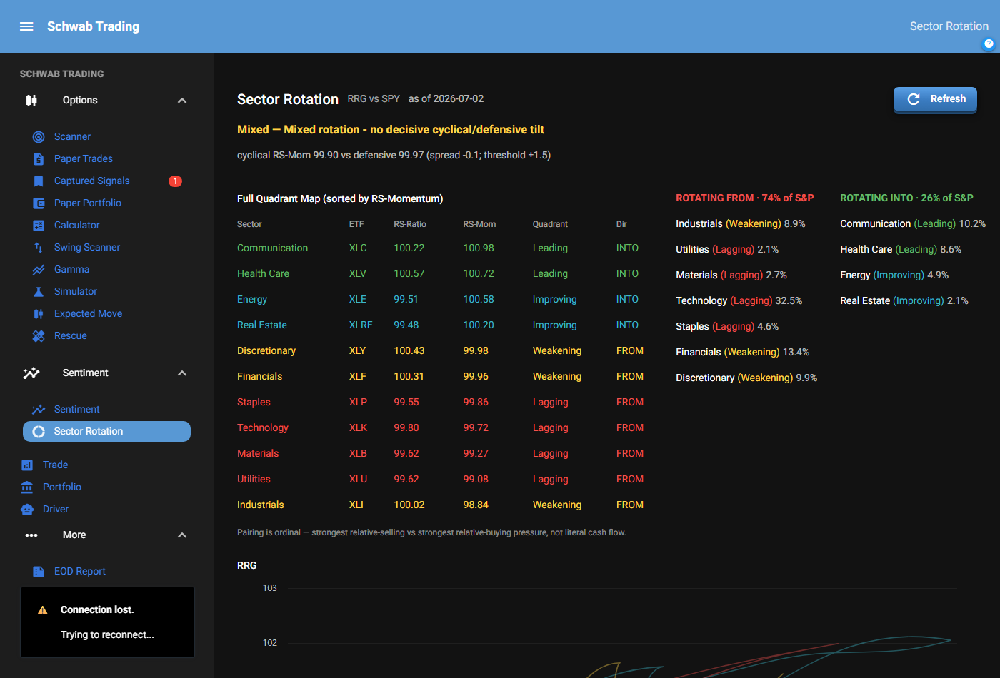 Schwab Trading
Sector Rotation
?
SCHWAB TRADING
Options
Scanner
Paper Trades
Captured Signals 1
Paper Portfolio
Calculator
Swing Scanner
Gamma
Simulator
Expected Move
Rescue
Sentiment
Sentiment
Sector Rotation
Trade
Portfolio
Driver
More
EOD Report
Connection lost.
Trying to reconnect...
Sector Rotation RRG vs SPY as of 2026-07-02
Refresh
Mixed — Mixed rotation - no decisive cyclical/defensive tilt
cyclical RS-Mom 99.90 vs defensive 99.97 (spread -0.1; threshold ±1.5)
Full Quadrant Map (sorted by RS-Momentum)
Sector ETF RS-Ratio RS-Mom Quadrant Dir
Communication XLC 100.22 100.98 Leading INTO
Health Care XLV 100.57 100.72 Leading INTO
Energy XLE 99.51 100.58 Improving INTO
Real Estate XLRE 99.48 100.20 Improving INTO
Discretionary XLY 100.43 99.98 Weakening FROM
Financials XLF 100.31 99.96 Weakening FROM
Staples XLP 99.55 99.86 Lagging FROM
Technology XLK 99.80 99.72 Lagging FROM
Materials XLB 99.62 99.27 Lagging FROM
Utilities XLU 99.62 99.08 Lagging FROM
Industrials XLI 100.02 98.84 Weakening FROM
Pairing is ordinal — strongest relative-selling vs strongest relative-buying pressure, not literal cash flow.
ROTATING FROM · 74% of S&P
Industrials (Weakening) 8.9%
Utilities (Lagging) 2.1%
Materials (Lagging) 2.7%
Technology (Lagging) 32.5%
Staples (Lagging) 4.6%
Financials (Weakening) 13.4%
Discretionary (Weakening) 9.9%
ROTATING INTO · 26% of S&P
Communication (Leading) 10.2%
Health Care (Leading) 8.6%
Energy (Improving) 4.9%
Real Estate (Improving) 2.1%
RRG
103
102